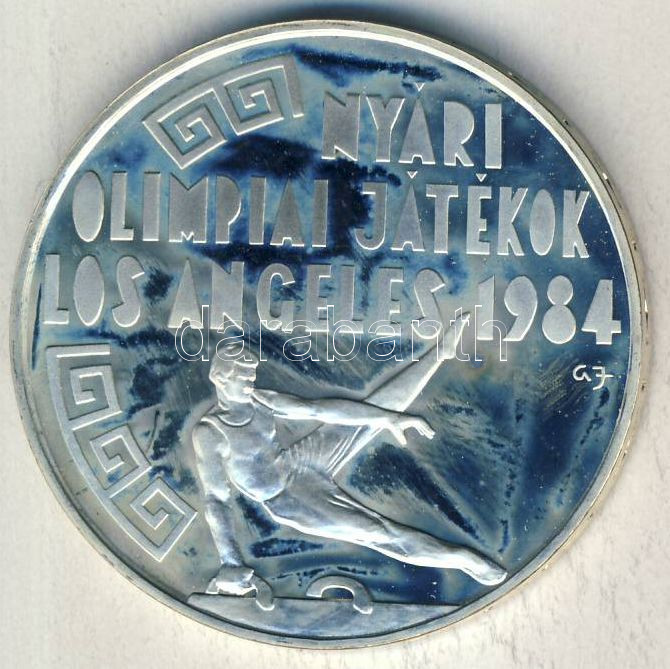 NYÁRI
OLIMPIAI JÁTÉKOK
LOS ANGELES 1984
darabanth
GJ